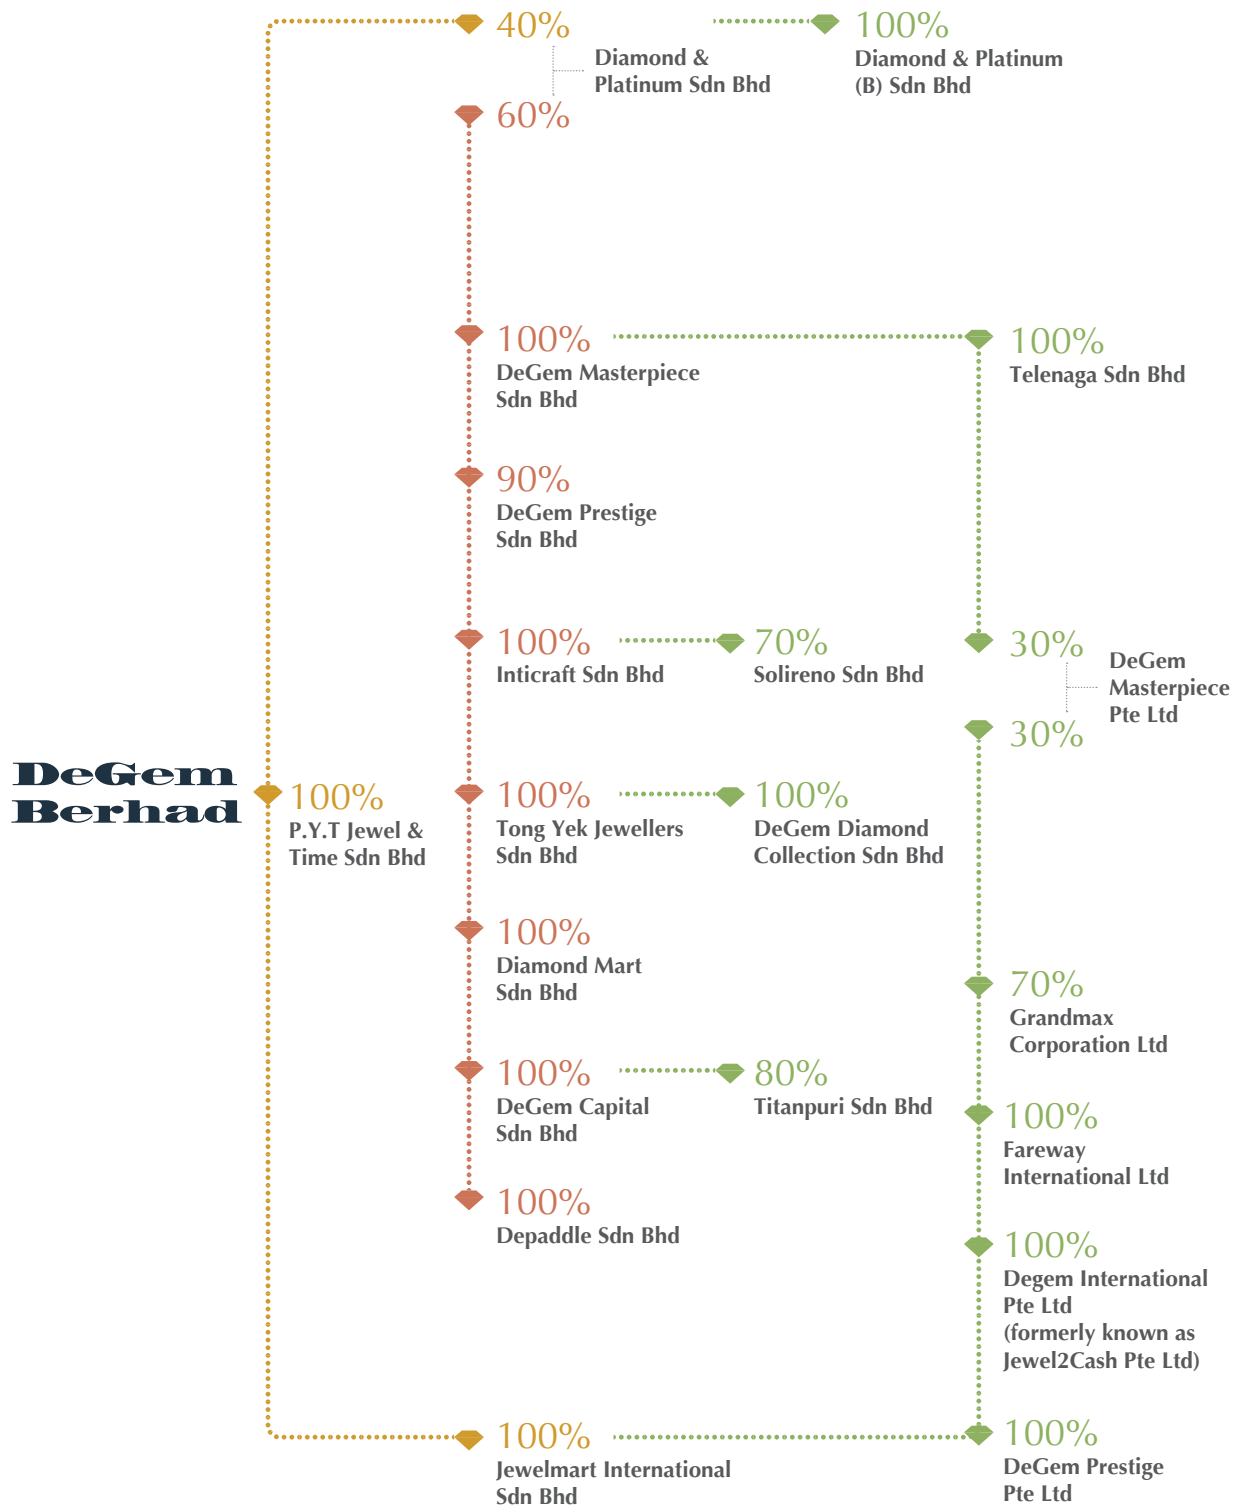 40%
Diamond &
Platinum Sdn Bhd
100%
Diamond & Platinum
(B) Sdn Bhd
60%
100%
DeGem Masterpiece
Sdn Bhd
100%
Telenaga Sdn Bhd
90%
DeGem Prestige
Sdn Bhd
100%
Inticraft Sdn Bhd
70%
Solireno Sdn Bhd
30%
DeGem
Masterpiece
Pte Ltd
30%
DeGem
Berhad
100%
P.Y.T Jewel &
Time Sdn Bhd
100%
Tong Yek Jewellers
Sdn Bhd
100%
DeGem Diamond
Collection Sdn Bhd
100%
Diamond Mart
Sdn Bhd
70%
Grandmax
Corporation Ltd
100%
DeGem Capital
Sdn Bhd
80%
Titanpuri Sdn Bhd
100%
Fareway
International Ltd
100%
Depaddle Sdn Bhd
100%
Degem International
Pte Ltd
(formerly known as
Jewel2Cash Pte Ltd)
100%
Jewelmart International
Sdn Bhd
100%
DeGem Prestige
Pte Ltd